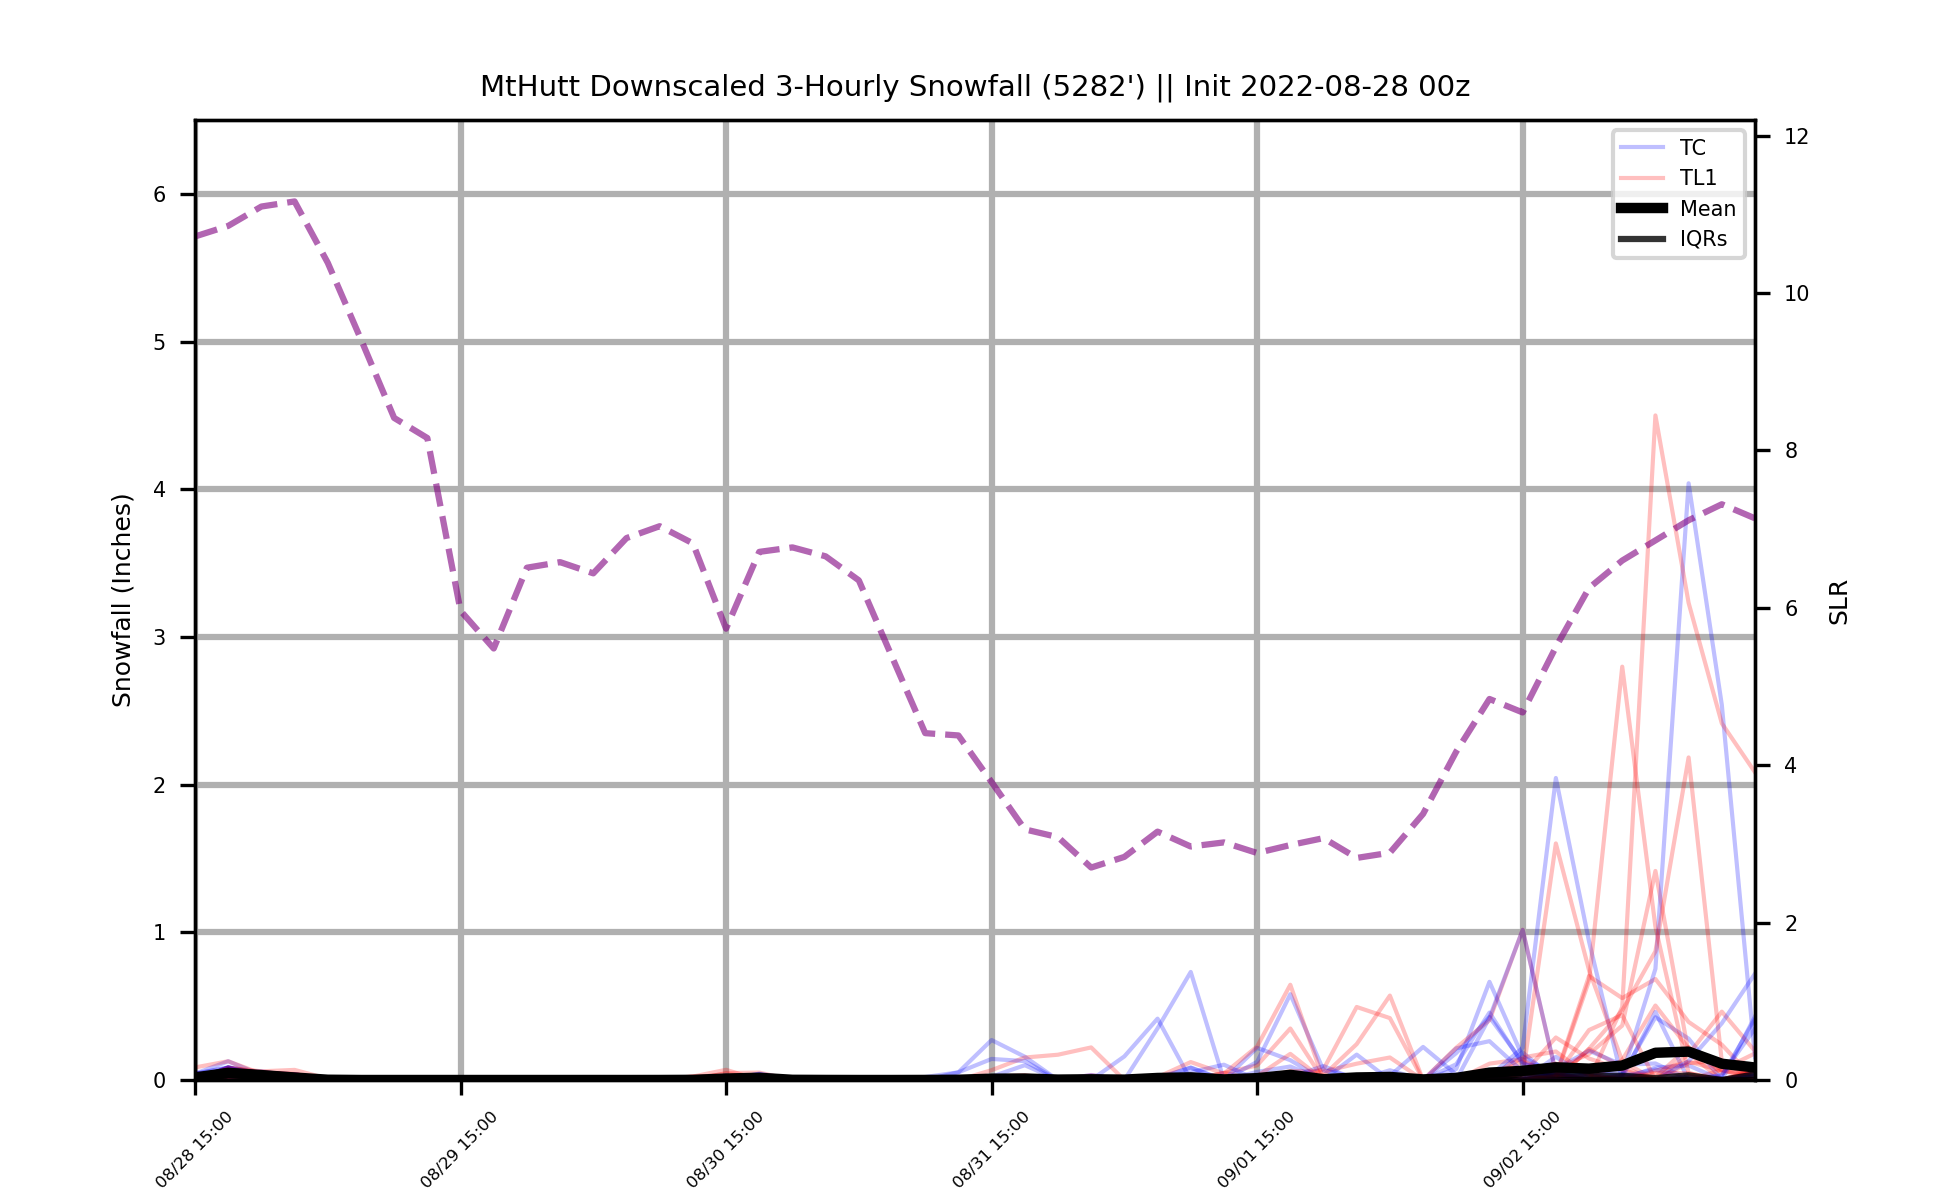 MtHutt Downscaled 3-Hourly Snowfall (5282') || Init 2022-08-28 00z
TC
TL1
Mean
IQRs
Snowfall (Inches)
6
5
4
3
2
1
0
12
10
8
6
4
2
0
SLR
08/28 15:00
08/29 15:00
08/30 15:00
08/31 15:00
09/01 15:00
09/02 15:00